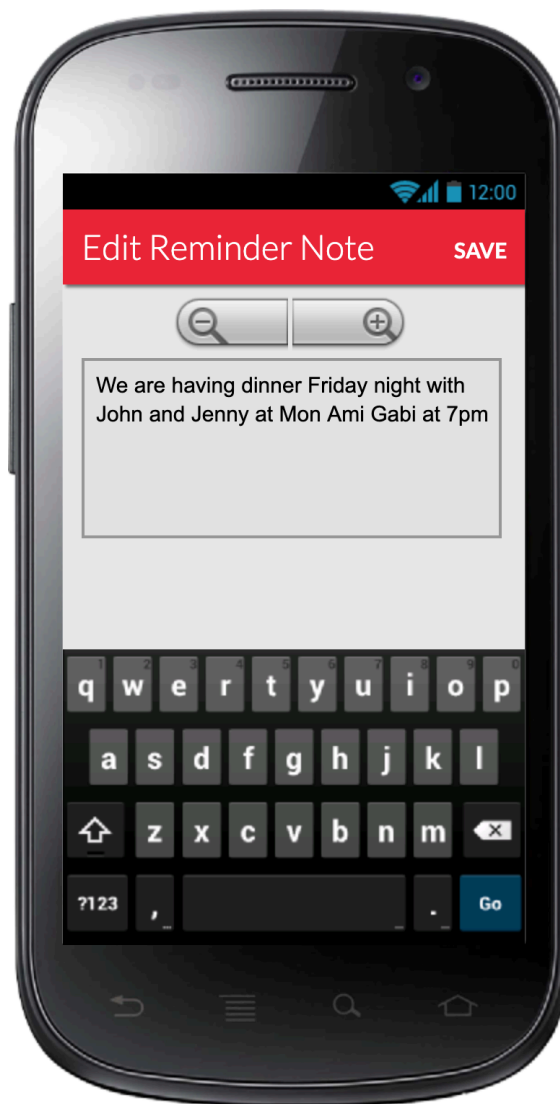 12:00
Edit Reminder Note SAVE
We are having dinner Friday night with
John and Jenny at Mon Ami Gabi at 7pm
1 2 3 4 5 6 7 8 9 0
q w e r t y u i o p
a s d f g h j k l
z x c v b n m
?123 , . Go